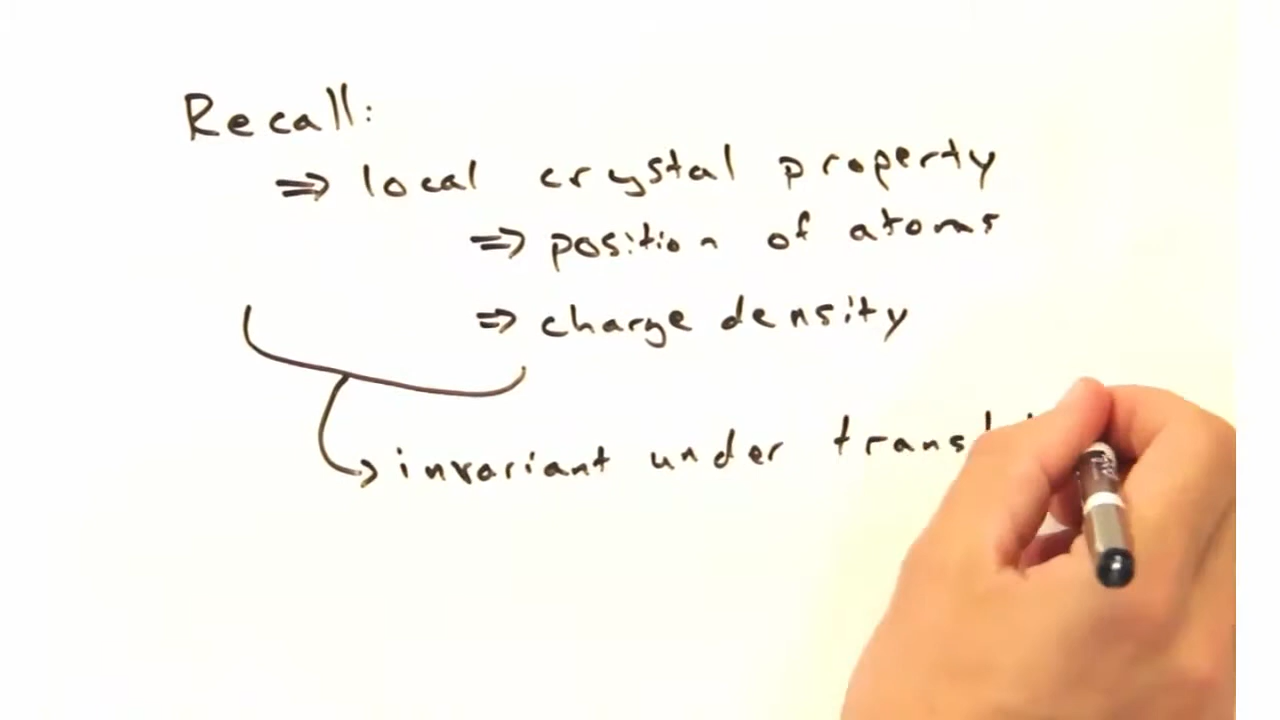 Recall:
⇒ local crystal property
⇒ position of atoms
⇒ charge density
invariant under